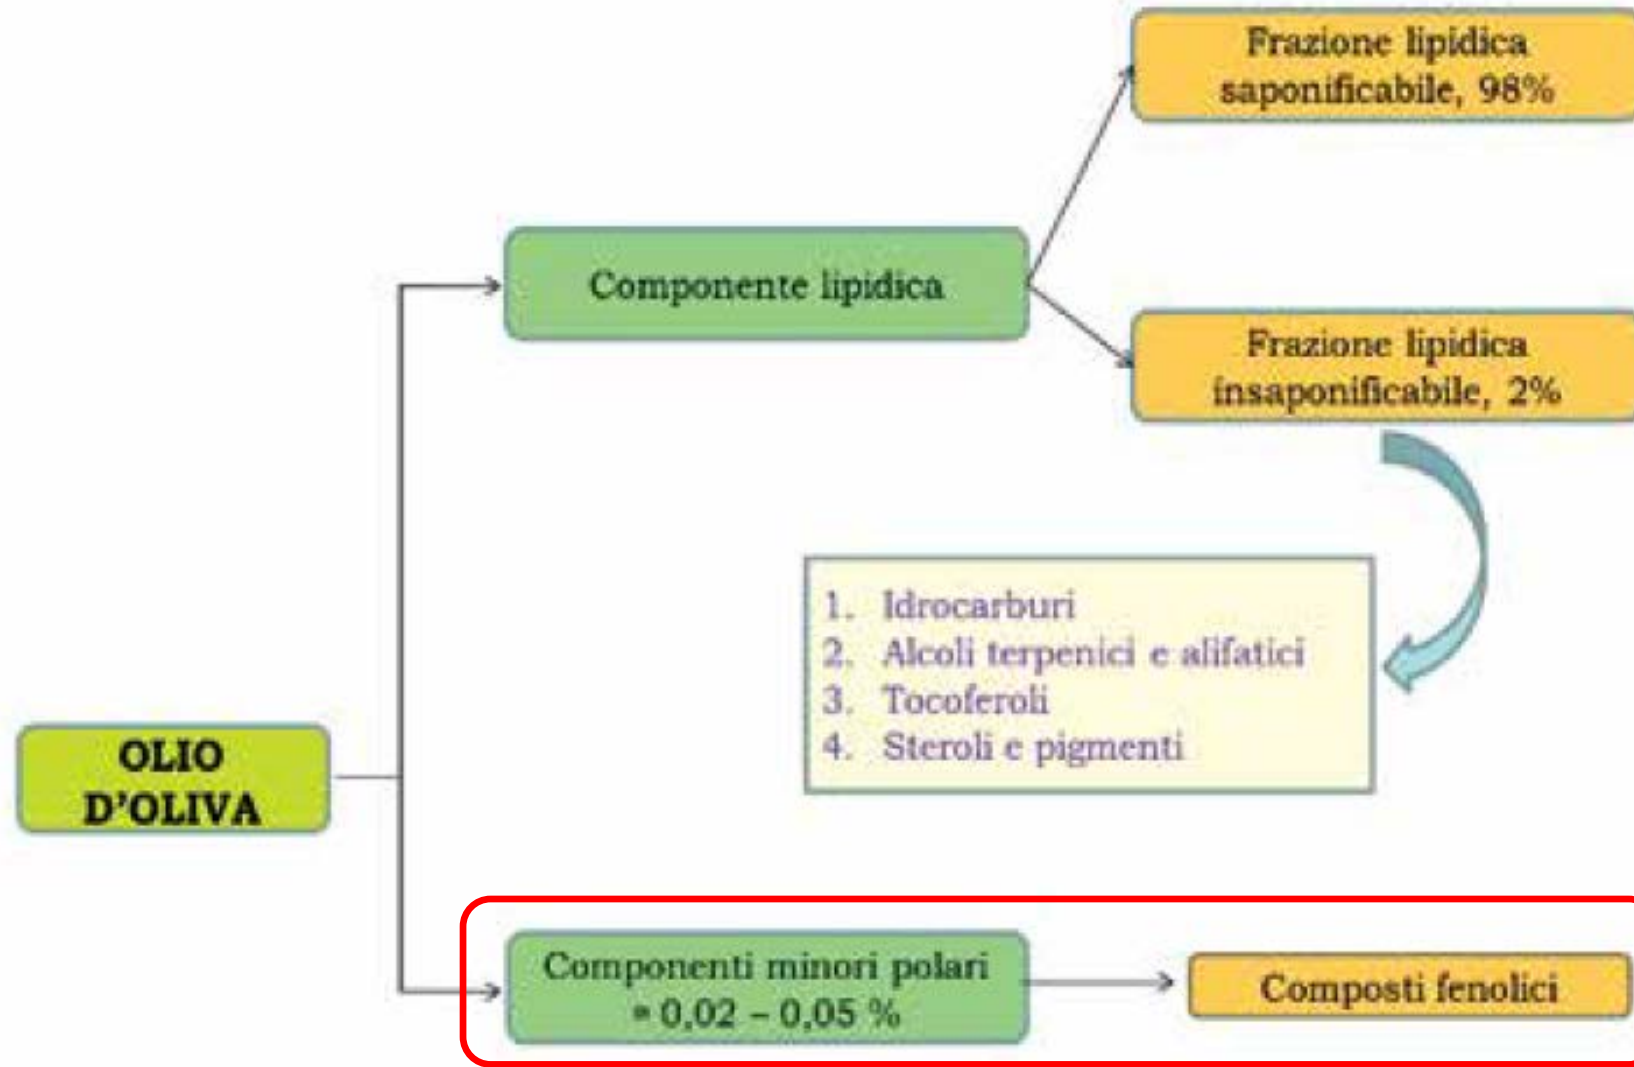 Frazione lipidica
saponificabile, 98%
Componente lipidica
Frazione lipidica
insaponificabile, 2%
1. Idrocarburi
2. Alcoli terpenici e alifatici
3. Tocoferoli
4. Steroli e pigmenti
OLIO
D'OLIVA
Componenti minori polari
= 0,02 – 0,05 %
Composti fenolici